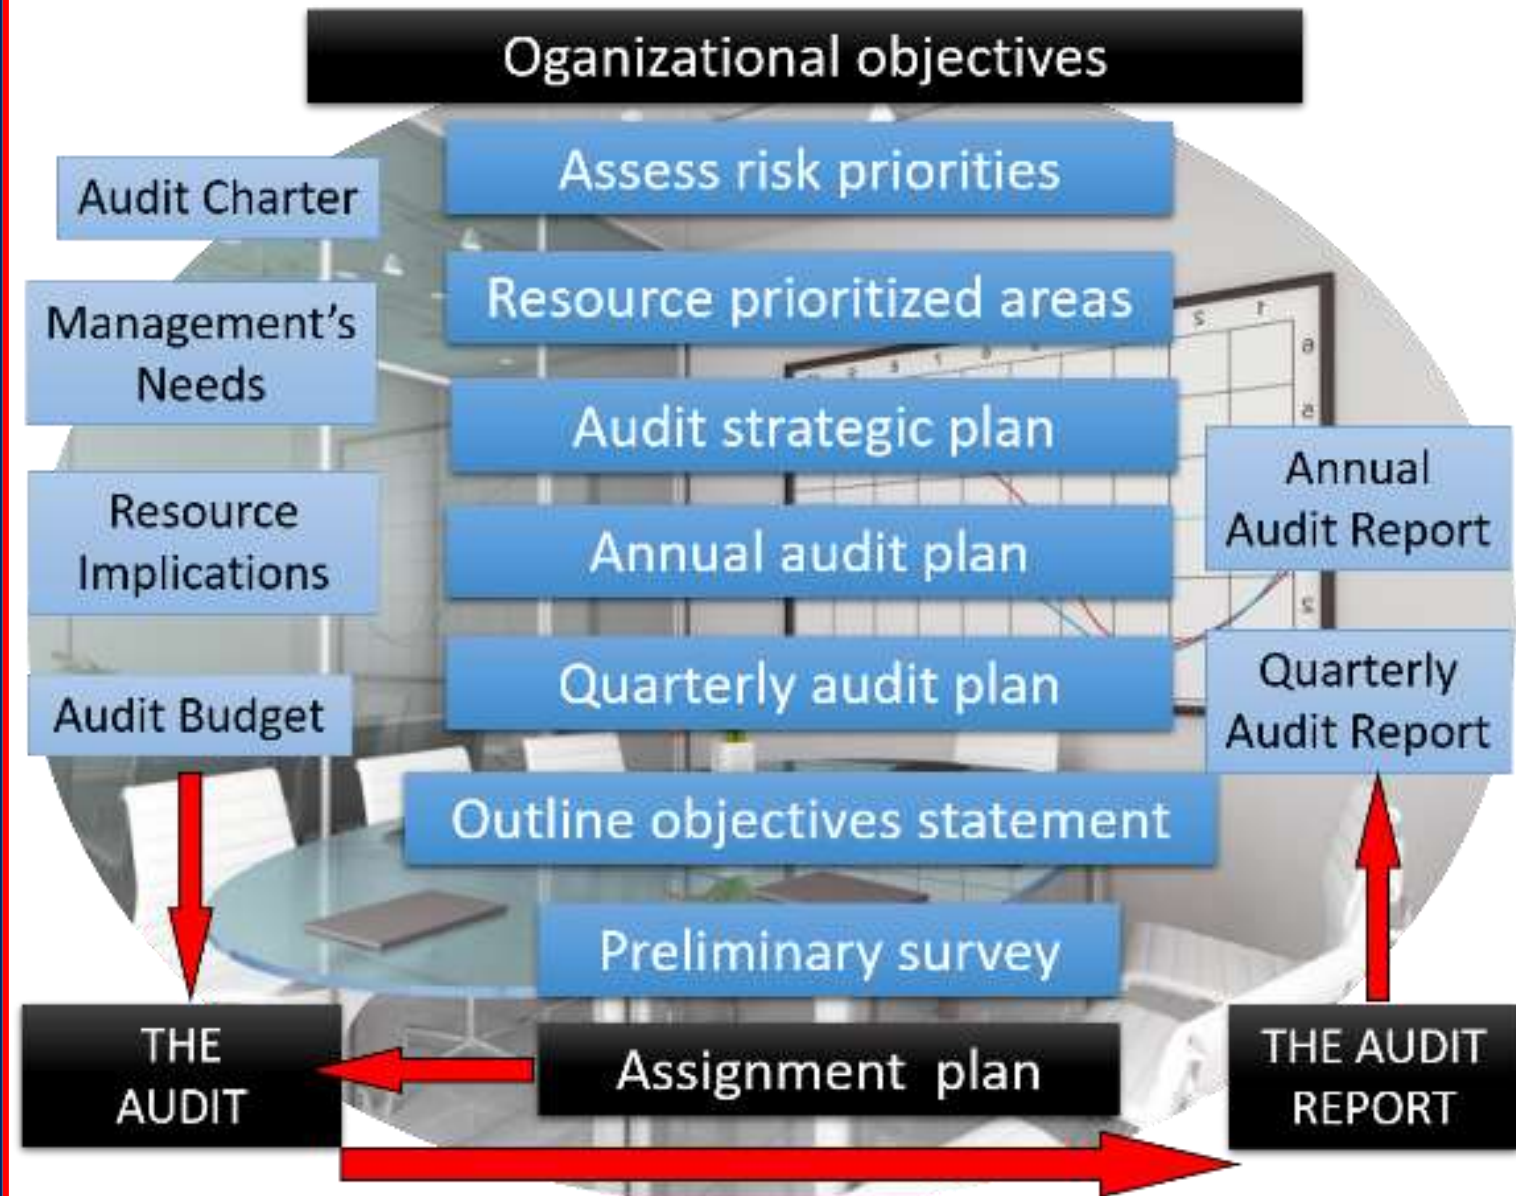 Oganizational objectives
Assess risk priorities
Audit Charter
Resource prioritized areas
Management's
Needs
Audit strategic plan
Annual
Audit Report
Resource
Implications
Annual audit plan
Quarterly audit plan
Quarterly
Audit Report
Audit Budget
Outline objectives statement
Preliminary survey
THE
AUDIT
Assignment plan
THE AUDIT
REPORT